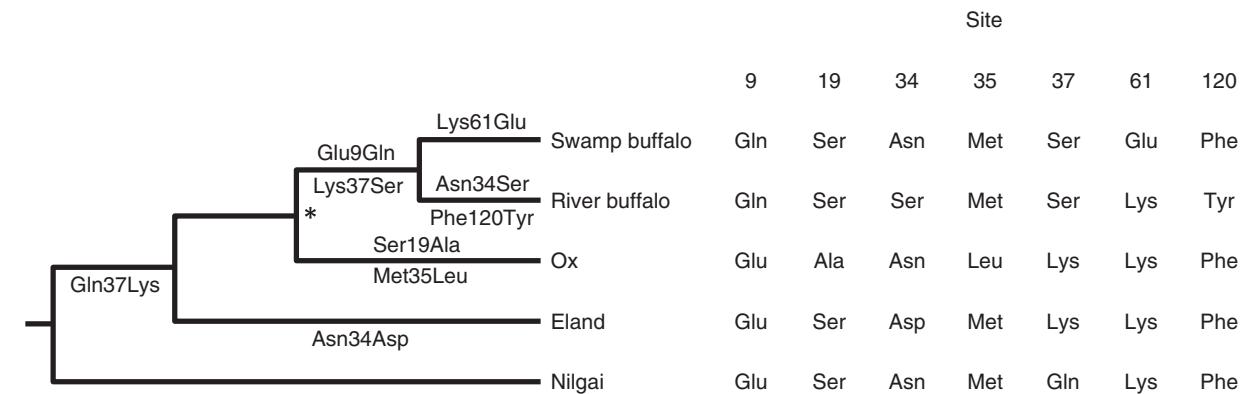 Site
9 19 34 35 37 61 120
Lys61Glu
Swamp buffalo Gln Ser Asn Met Ser Glu Phe
Glu9Gln
Lys37Ser
Asn34Ser
River buffalo Gln Ser Ser Met Ser Lys Tyr
Phe120Tyr
*
Ser19Ala
Ox Glu Ala Asn Leu Lys Lys Phe
Met35Leu
Gln37Lys
Eland Glu Ser Asp Met Lys Lys Phe
Asn34Asp
Nilgai Glu Ser Asn Met Gln Lys Phe